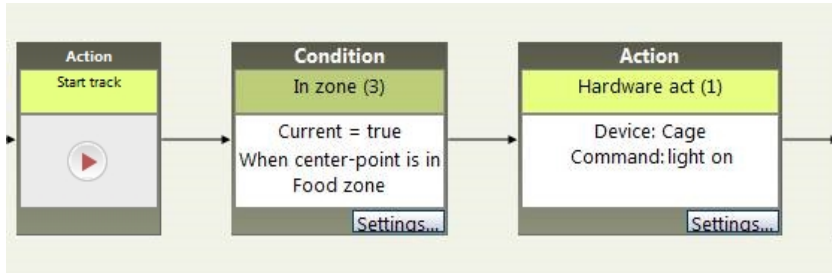 Action
Start track
Condition
In zone (3)
Current = true
When center-point is in
Food zone
Settings...
Action
Hardware act (1)
Device: Cage
Command: light on
Settings...